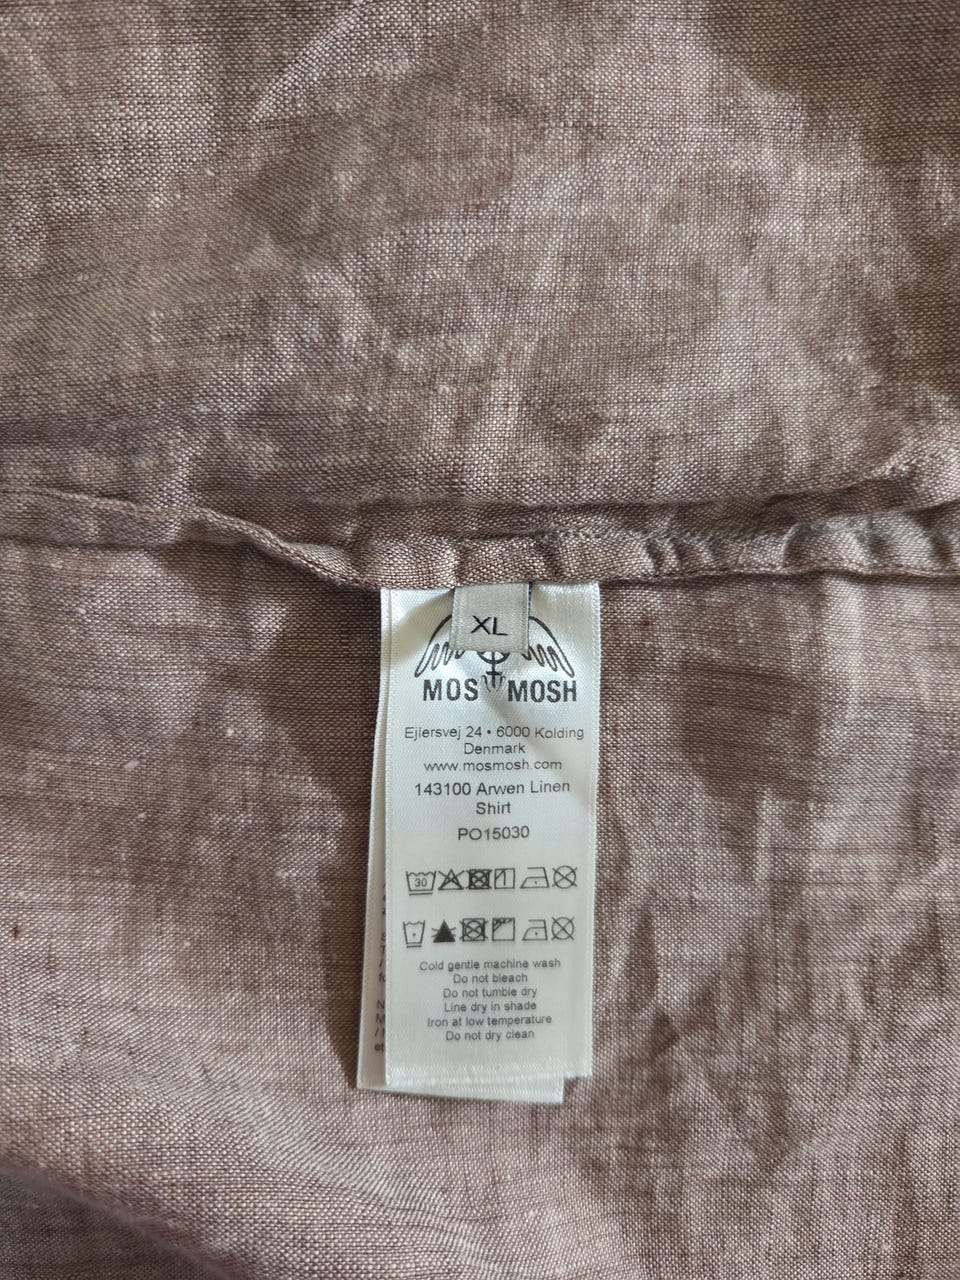 XL
MOS MOSH
Ejlersvej 24 • 6000 Kolding
Denmark
www.mosmosh.com
143100 Arwen Linen
Shirt
PO15030
30
Cold gentle machine wash
Do not bleach
Do not tumble dry
Line dry in shade
Iron at low temperature
Do not dry clean